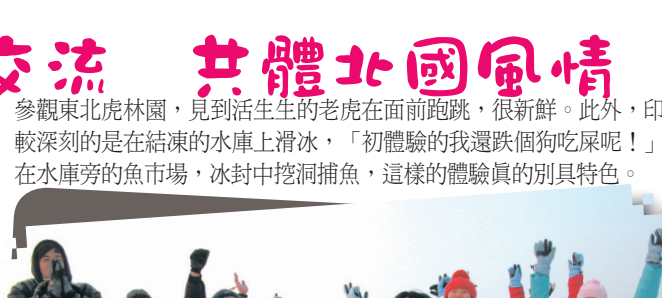 交流 共體北國風情
參觀東北虎林園，見到活生生的老虎在面前跑跳，很新鮮。此外，印
較深刻的是在結凍的水庫上滑冰，「初體驗的我還跌個狗吃屎呢！」
在水庫旁的魚市場，冰封中挖洞捕魚，這樣的體驗真的別具特色。